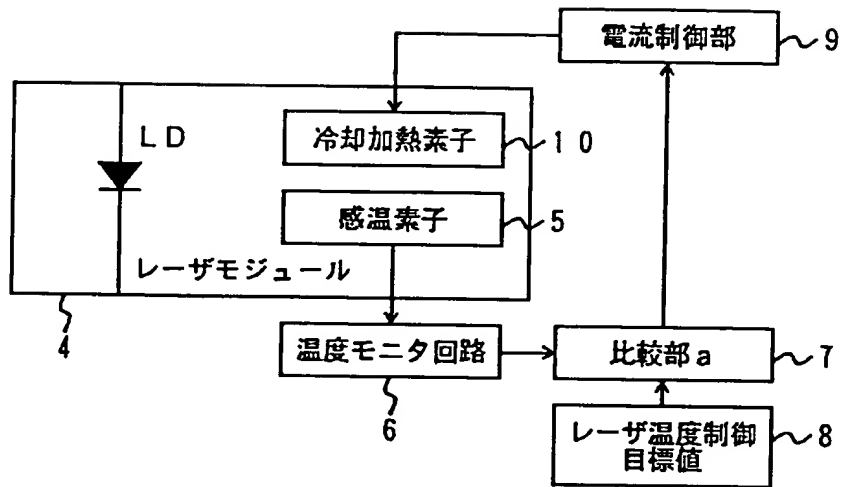 電流制御部
9
LD
冷却加熱素子
10
感温素子
5
レーザモジュール
4
温度モニタ回路
6
比較部a
7
レーザ温度制御
目標値
8